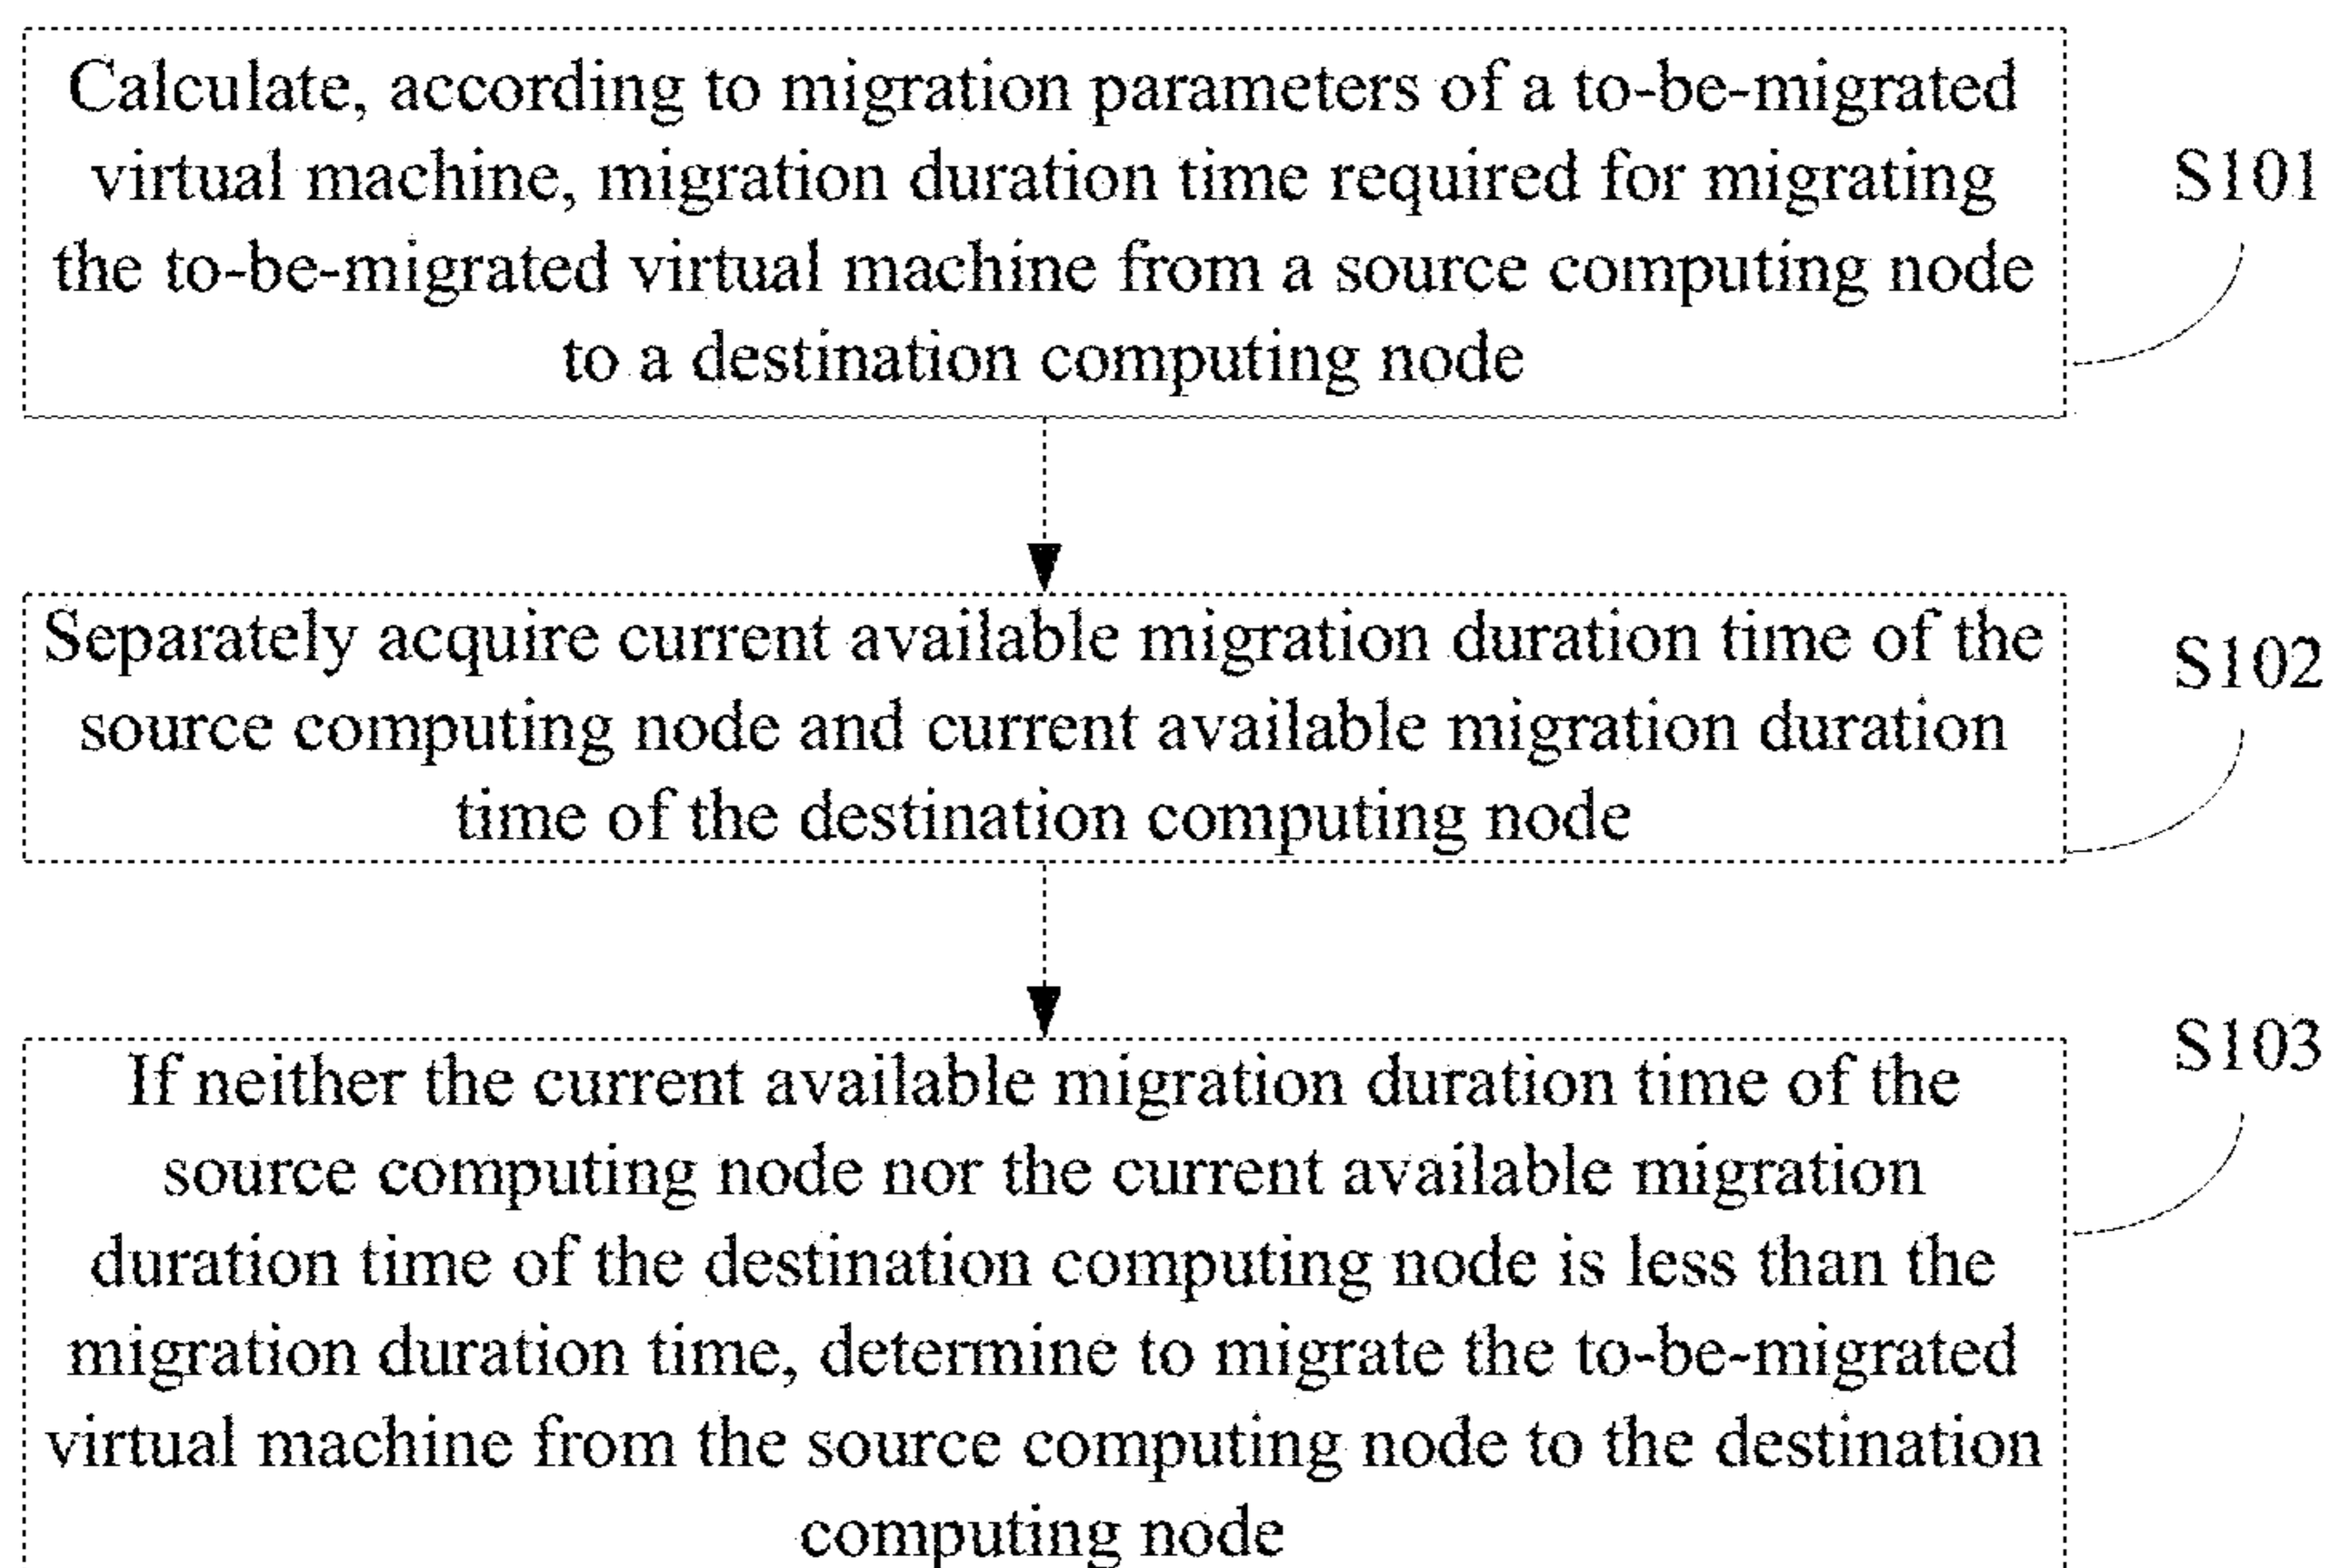 Calculate, according to migration parameters of a to-be-migrated
virtual machine, migration duration time required for migrating
the to-be-migrated virtual machine from a source computing node
to a destination computing node
S101
Separately acquire current available migration duration time of the
source computing node and current available migration duration
time of the destination computing node
S102
If neither the current available migration duration time of the
source computing node nor the current available migration
duration time of the destination computing node is less than the
migration duration time, determine to migrate the to-be-migrated
virtual machine from the source computing node to the destination
computing node
S103